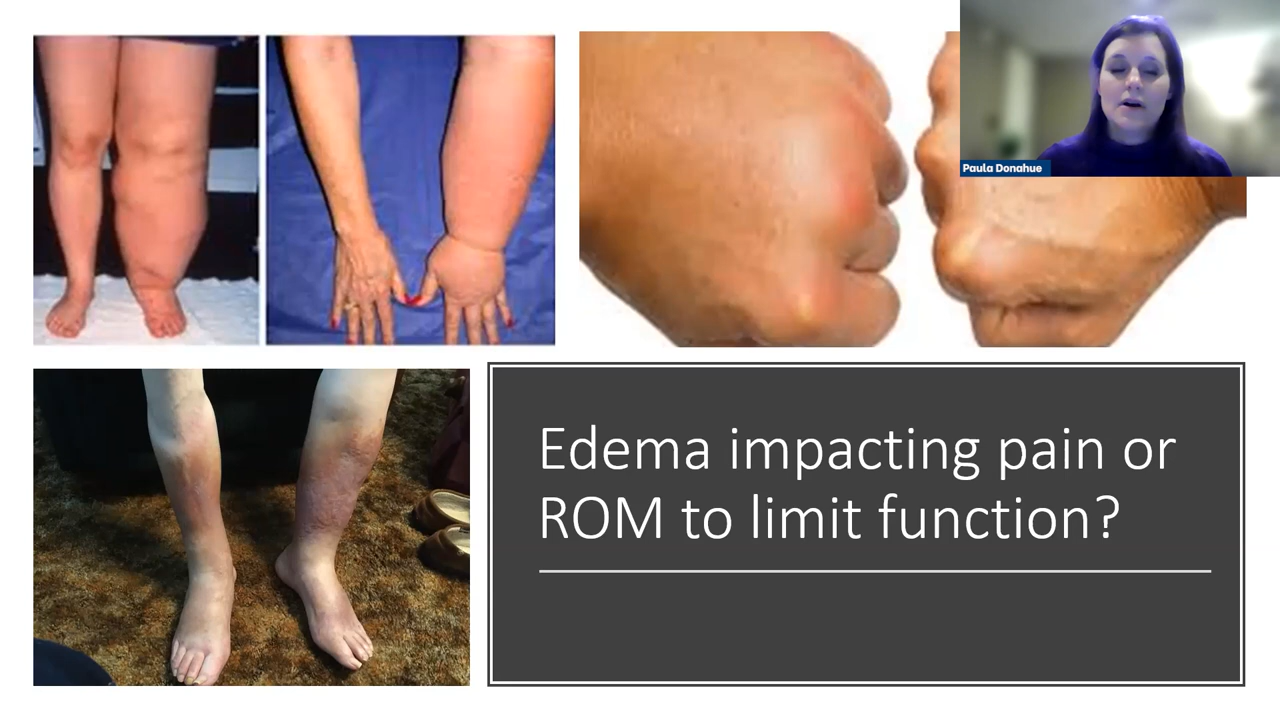 Paula Donahue
Edema impacting pain or
ROM to limit function?